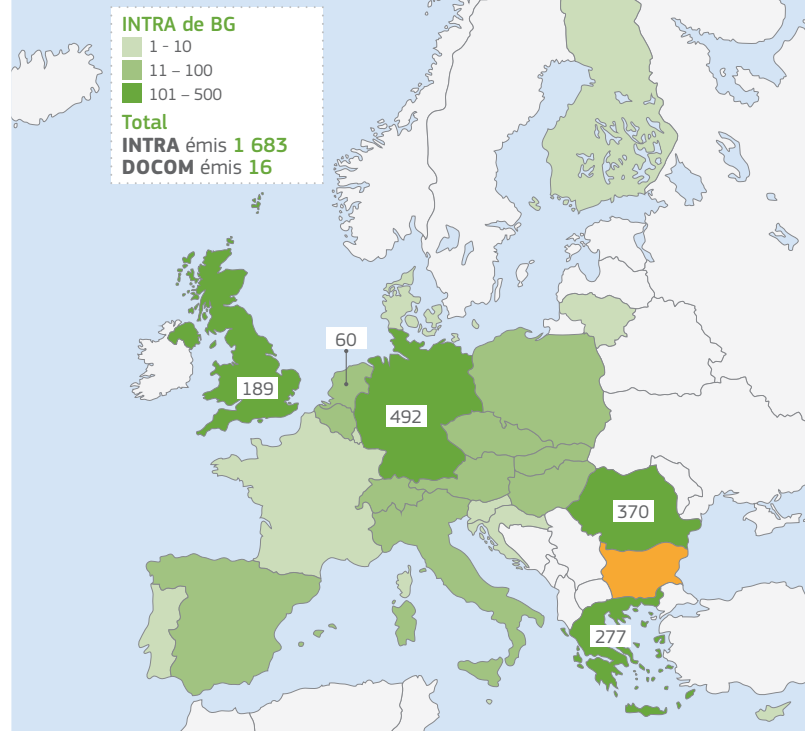 INTRA de BG
1 - 10
11 – 100
101 – 500
Total
INTRA émis 1 683
DOCOM émis 16
60
189
492
370
277